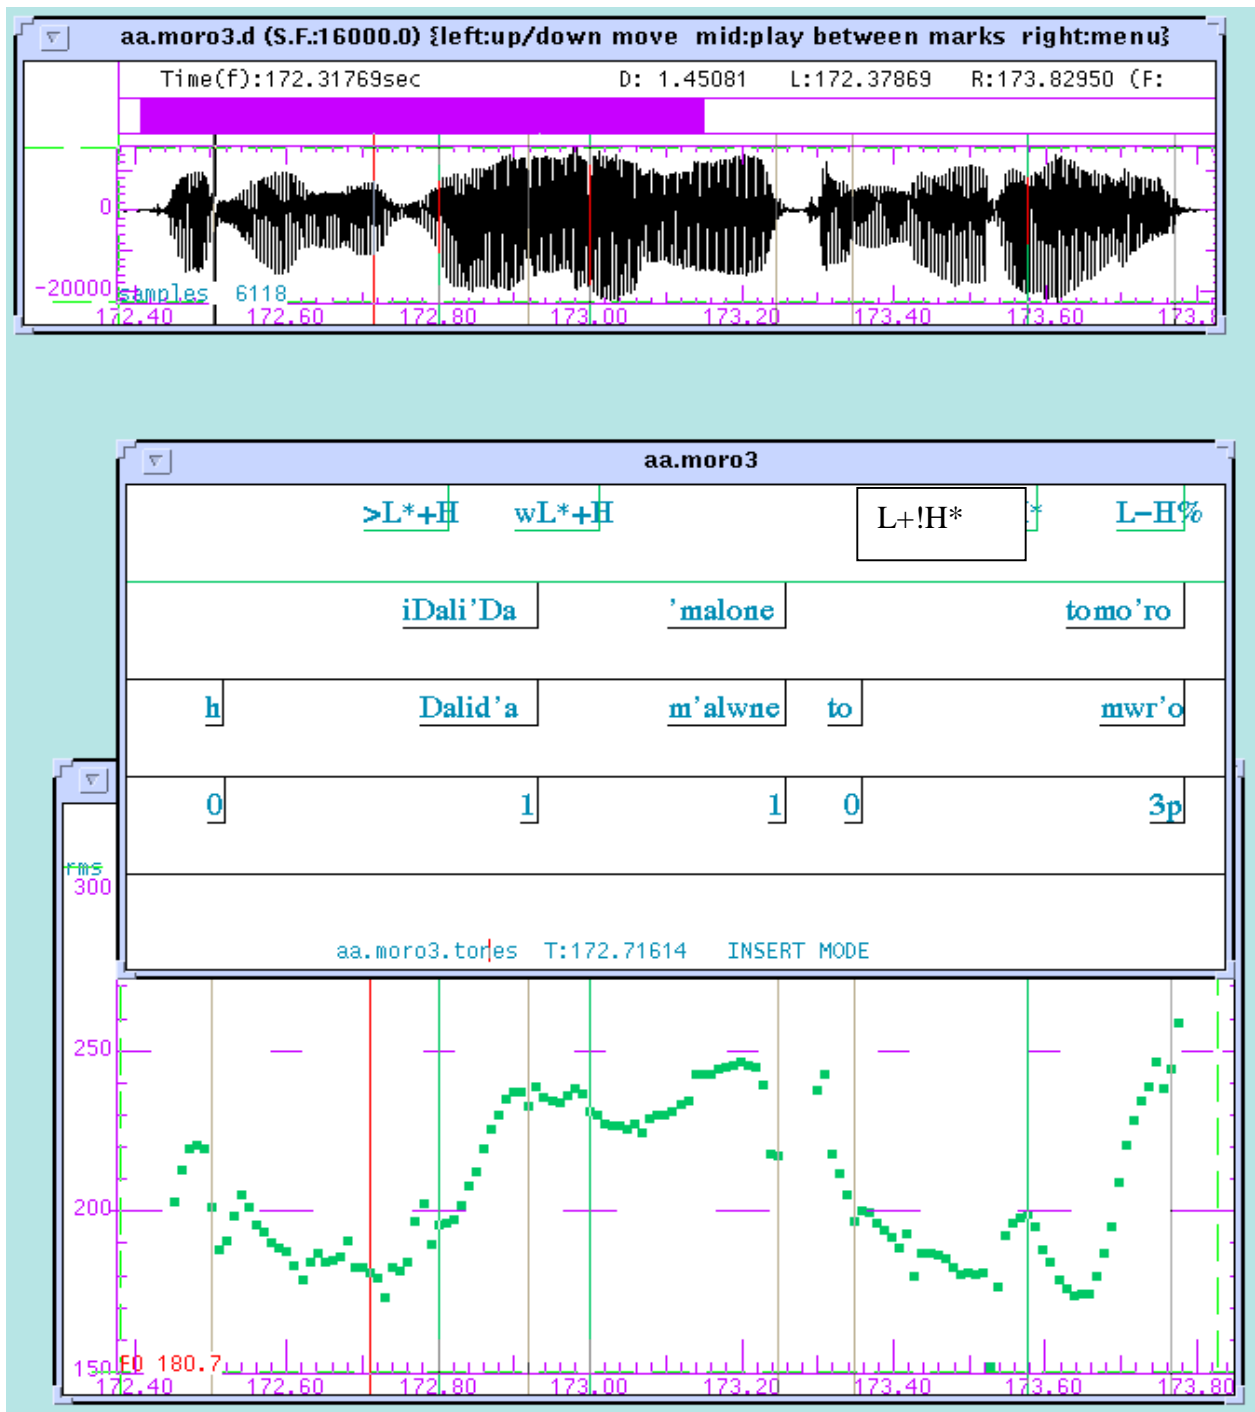 aa.moro3.d (S.F.:16000.0) {left:up/down move mid:play between marks right:menu}
Time(f):172.31769sec D: 1.45081 L:172.37869 R:173.82950 (F:
0
-20000
samples 6118
172.40 172.60 172.80 173.00 173.20 173.40 173.60 173.8
aa.moro3
>L*+H wL*+H L+!H* * L-H%
iDali'Da 'malone tomo'ro
h Dalid'a m'alwne to mwr'o
0 1 1 0 3p
rms
300
aa.moro3.tones T:172.71614 INSERT MODE
250
200
150
F0 180.7
172.40 172.60 172.80 173.00 173.20 173.40 173.60 173.80